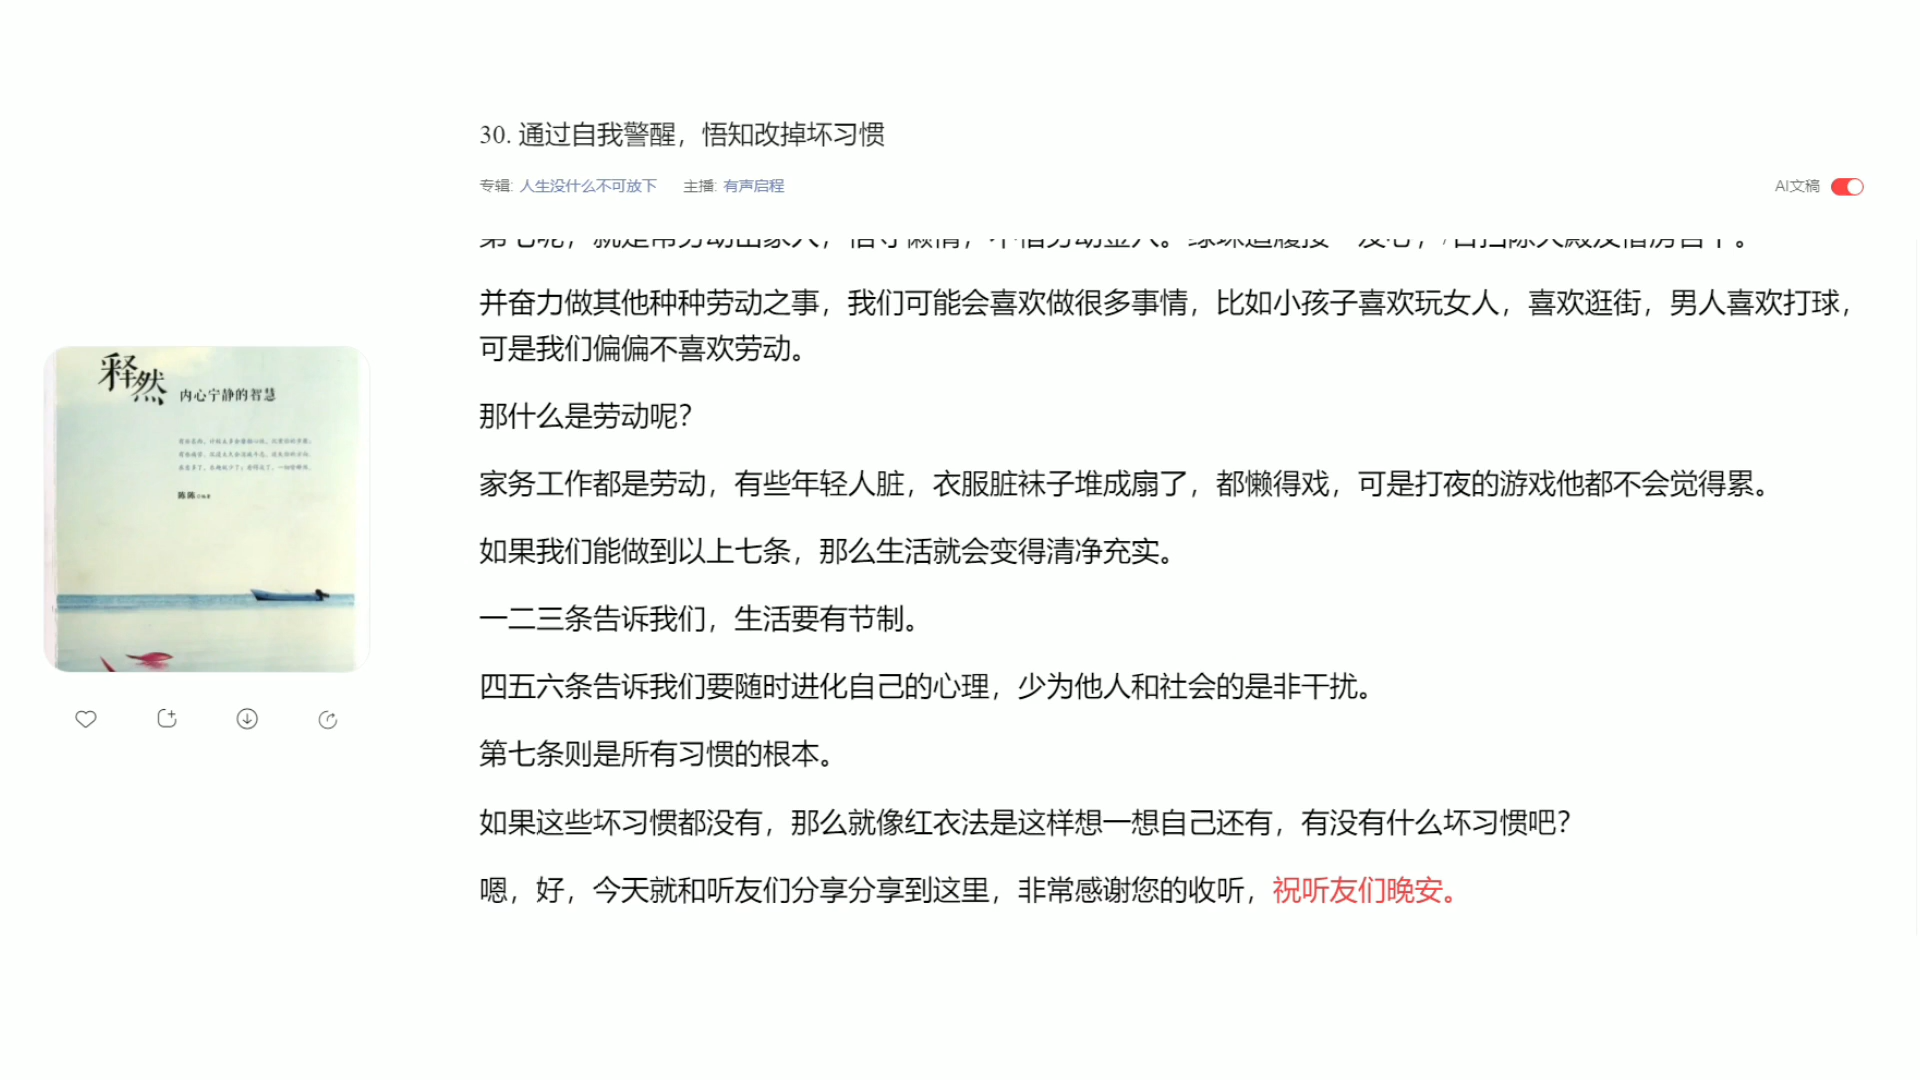 30. 通过自我警醒，悟知改掉坏习惯
专辑: 人生没什么不可放下 主播: 有声启程
AI文稿
并奋力做其他种种劳动之事，我们可能会喜欢做很多事情，比如小孩子喜欢玩女人，喜欢逛街，男人喜欢打球，
可是我们偏偏不喜欢劳动。
那什么是劳动呢？
家务工作都是劳动，有些年轻人脏，衣服脏袜子堆成扇了，都懒得戏，可是打夜的游戏他都不会觉得累。
如果我们能做到以上七条，那么生活就会变得清净充实。
一二三条告诉我们，生活要有节制。
四五六条告诉我们要随时进化自己的心理，少为他人和社会的是非干扰。
第七条则是所有习惯的根本。
如果这些坏习惯都没有，那么就像红衣法是这样想一想自己还有，有没有什么坏习惯吧？
嗯，好，今天就和听友们分享分享到这里，非常感谢您的收听，祝听友们晚安。
释然
内心宁静的智慧
陈陈